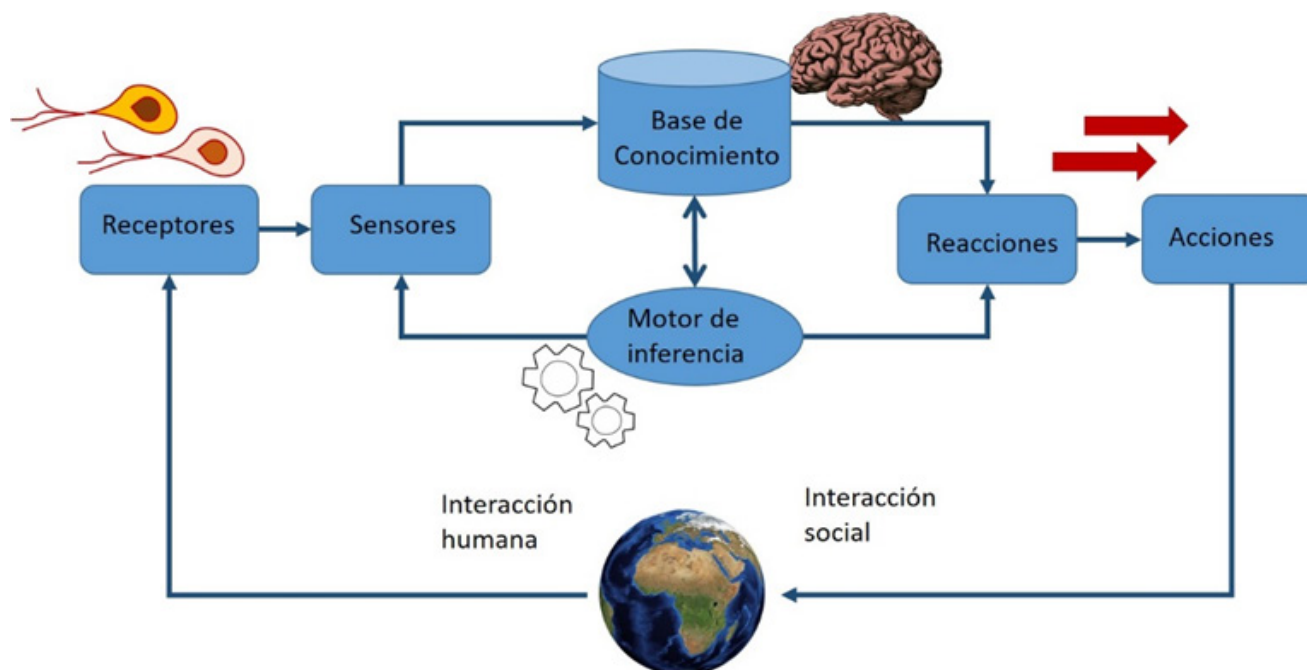 Base de
Conocimiento
Receptores
Sensores
Reacciones
Acciones
Motor de
inferencia
Interacción
humana
Interacción
social